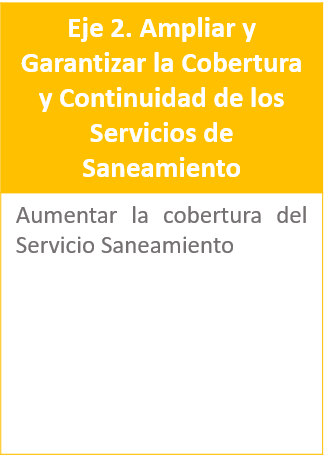 Eje 2. Ampliar y
Garantizar la Cobertura
y Continuidad de los
Servicios de
Saneamiento
Aumentar la cobertura del
Servicio Saneamiento